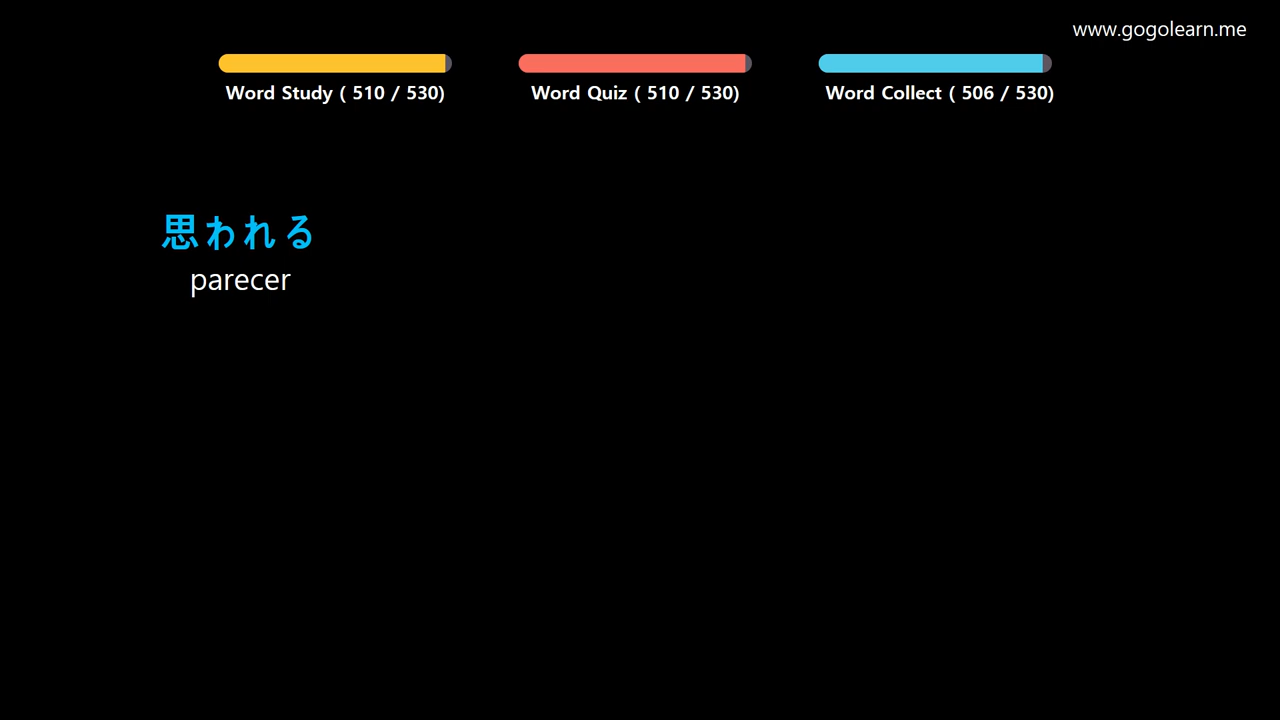 www.gogolearn.me
Word Study ( 510 / 530)
Word Quiz ( 510 / 530)
Word Collect ( 506 / 530)
思われる
parecer